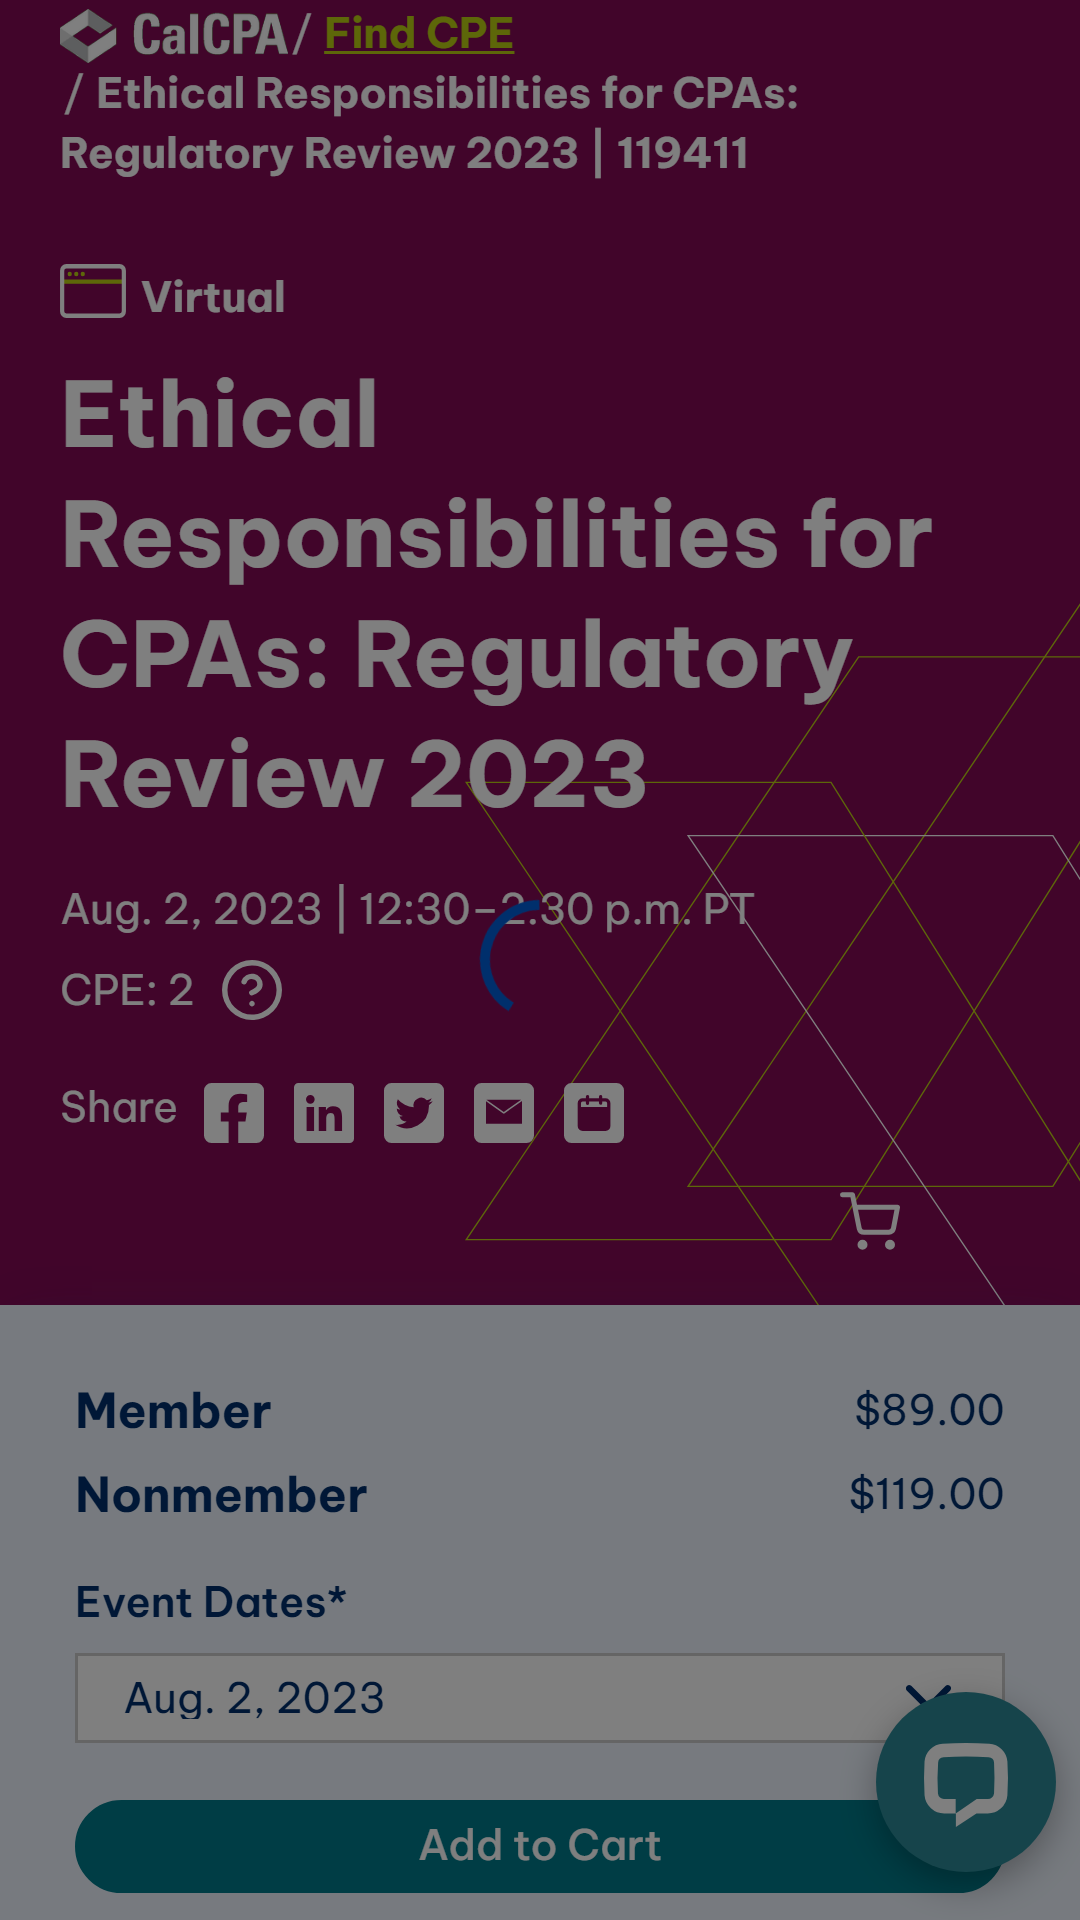 CalCPA / Find CPE
/ Ethical Responsibilities for CPAs:
Regulatory Review 2023 | 119411
Virtual
Ethical
Responsibilities for
CPAs: Regulatory
Review 2023
Aug. 2, 2023 | 12:30–2:30 p.m. PT
CPE: 2 ?
Share
Member $89.00
Nonmember $119.00
Event Dates*
Aug. 2, 2023
Add to Cart